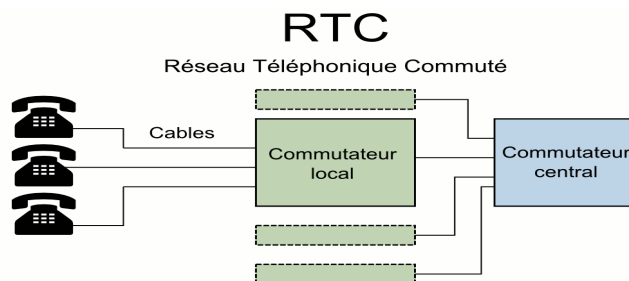 RTC
Réseau Téléphonique Commuté
Cables
Commutateur
local
Commutateur
central